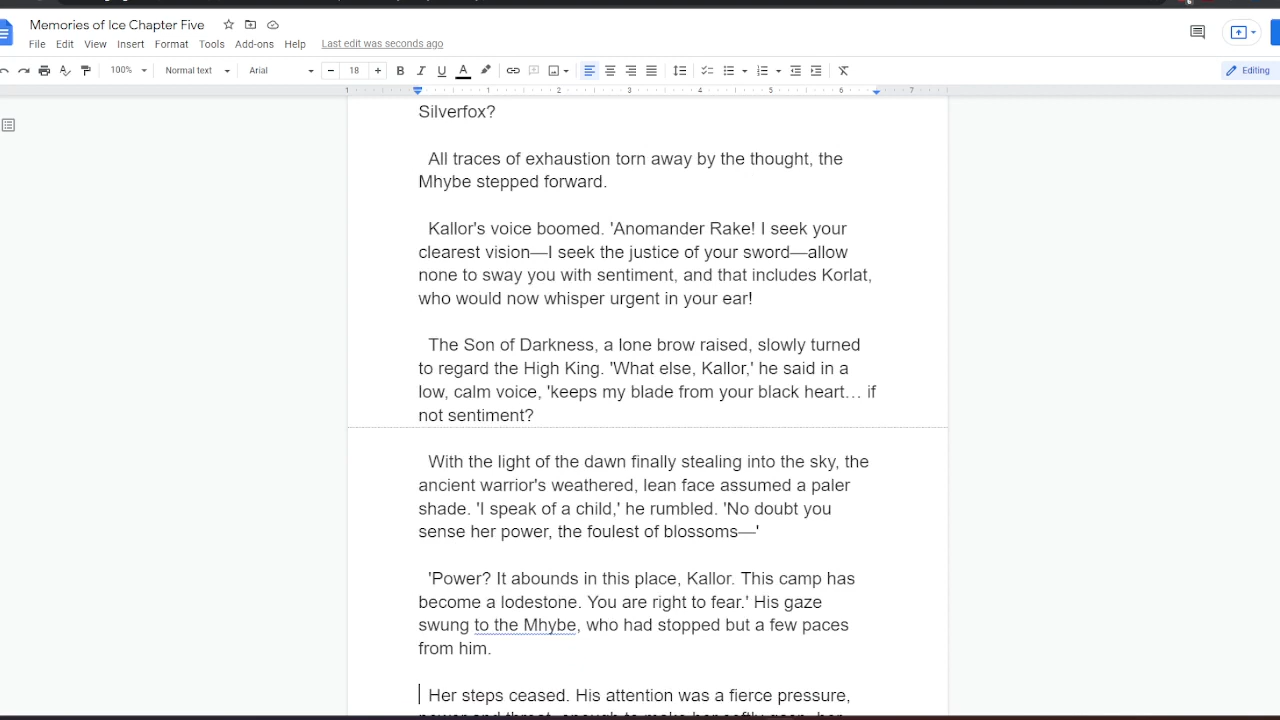 Memories of Ice Chapter Five
File Edit View Insert Format Tools Add-ons Help Last edit was seconds ago
100% Normal text Arial 18 B I U A Editing
1 1 2 3 4 5 6 7
Silverfox?
All traces of exhaustion torn away by the thought, the
Mhybe stepped forward.
Kallor's voice boomed. 'Anomander Rake! I seek your
clearest vision—I seek the justice of your sword—allow
none to sway you with sentiment, and that includes Korlat,
who would now whisper urgent in your ear!
The Son of Darkness, a lone brow raised, slowly turned
to regard the High King. 'What else, Kallor,' he said in a
low, calm voice, 'keeps my blade from your black heart… if
not sentiment?
With the light of the dawn finally stealing into the sky, the
ancient warrior's weathered, lean face assumed a paler
shade. 'I speak of a child,' he rumbled. 'No doubt you
sense her power, the foulest of blossoms—'
'Power? It abounds in this place, Kallor. This camp has
become a lodestone. You are right to fear.' His gaze
swung to the Mhybe, who had stopped but a few paces
from him.
Her steps ceased. His attention was a fierce pressure,